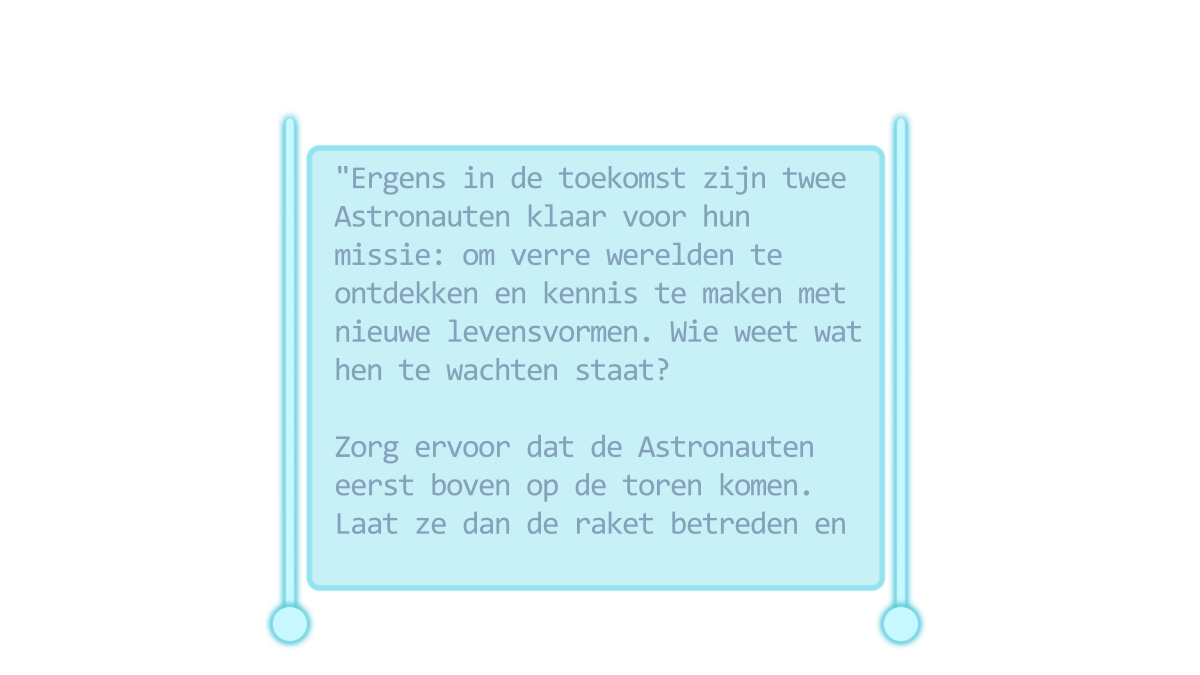 "Ergens in de toekomst zijn twee
Astronauten klaar voor hun
missie: om verre werelden te
ontdekken en kennis te maken met
nieuwe levensvormen. Wie weet wat
hen te wachten staat?
Zorg ervoor dat de Astronauten
eerst boven op de toren komen.
Laat ze dan de raket betreden en